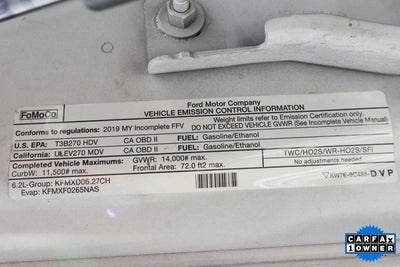 FoMoCo
Ford Motor Company
VEHICLE EMISSION CONTROL INFORMATION
Conforms to regulations: 2019 MY Incomplete FFV
Weight limits refer to Emission Certification only.
DO NOT EXCEED VEHICLE GVWR (See Incomplete Vehicle Manual)
U.S. EPA: T3B270 HDV CA OBD II FUEL: Gasoline/Ethanol
California: ULEV270 MDV CA OBD II FUEL: Gasoline/Ethanol
Completed Vehicle Maximums: GVWR: 14,000# max.
CurbW: 11,500# max. Frontal Area: 72.0 ft2 max.
TWC/HO2S/WR-HO2S/SFI
No adjustments needed.
6.2L-Group: KFMXD06.27CH
Evap: KFMXF0265NAS
DVP
CARFAX
1 OWNER